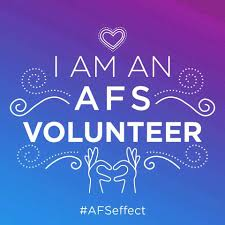 I AM AN
AFS
VOLUNTEER
#AFSeffect